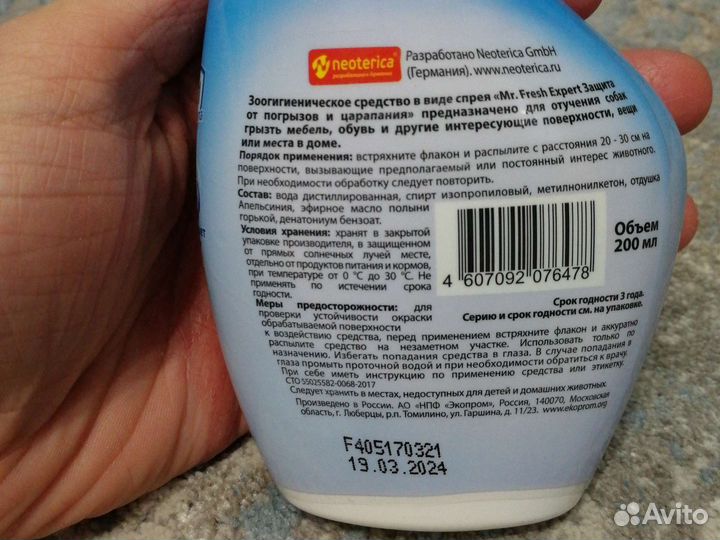 neoterica
разработано в Германии
Разработано Neoterica GmbH
(Германия). www.neoterica.ru
Зоогигиеническое средство в виде спрея «Mr. Fresh Expert Защита
от погрызов и царапания» предназначено для отучения собак
грызть мебель, обувь и другие интересующие поверхности, вещи
или места в доме.
Порядок применения: встряхните флакон и распылите с расстояния 20 - 30 см на
поверхности, вызывающие предполагаемый или постоянный интерес животного.
При необходимости обработку следует повторить.
Состав: вода дистиллированная, спирт изопропиловый, метилнонилкетон, отдушка
Апельсиния, эфирное масло полыни
горькой, денатониум бензоат.
Условия хранения: хранят в закрытой
упаковке производителя, в защищенном
от прямых солнечных лучей месте,
отдельно от продуктов питания и кормов,
при температуре от 0 °С до 30 °С. Не
применять по истечении срока
годности.
Объем
200 мл
4 607092 076478
Срок годности 3 года.
Серию и срок годности см. на упаковке.
Меры предосторожности: для
проверки устойчивости окраски
обрабатываемой поверхности
к воздействию средства, перед применением встряхните флакон и аккуратно
распылите средство на незаметном участке. Использовать только по
назначению. Избегать попадания средства в глаза. В случае попадания в
глаза промыть проточной водой и при необходимости обратиться к врачу.
При себе иметь инструкцию по применению средства или этикетку.
СТО 55025582-0068-2017
Следует хранить в местах, недоступных для детей и домашних животных.
Произведено в России. АО «НПФ «Экопром», Россия, 140070, Московская
область, г. Люберцы, р.п. Томилино, ул. Гаршина, д. 11/23. www.ekoprom.org
F405170321
19.03.2024
Avito